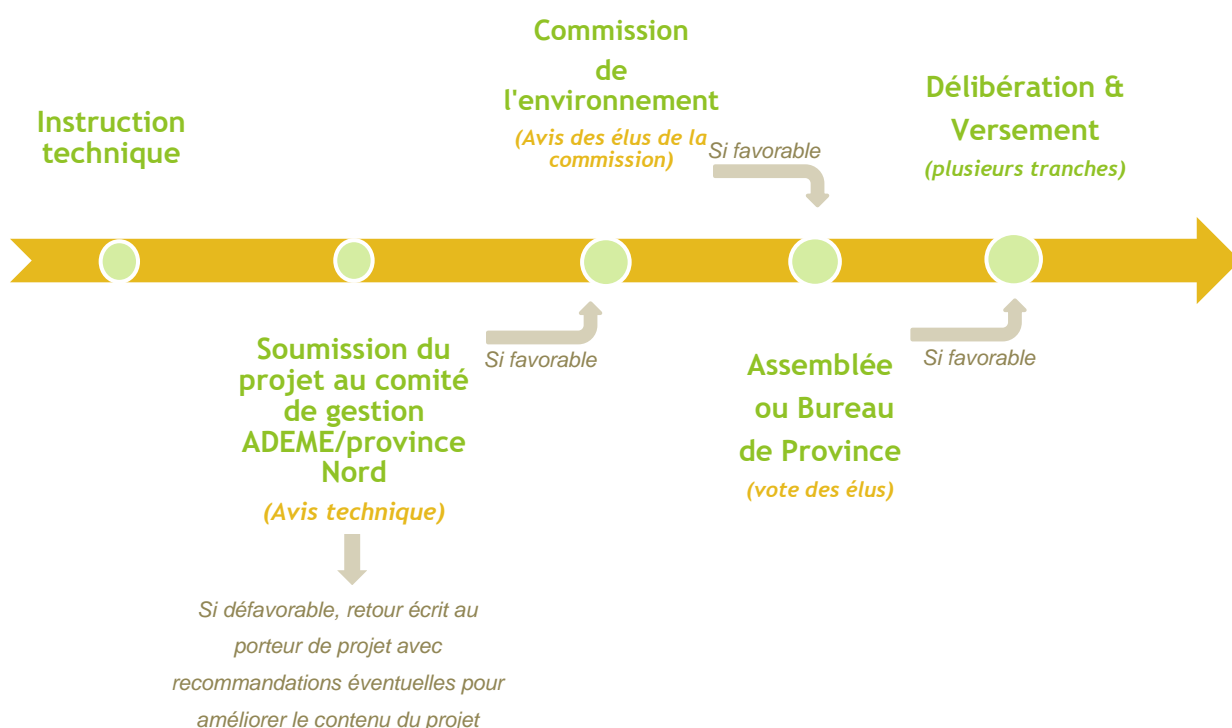 Instruction
technique
Soumission du
projet au comité
de gestion
ADEME/province
Nord
(Avis technique)
Si défavorable, retour écrit au
porteur de projet avec
recommandations éventuelles pour
améliorer le contenu du projet
Si favorable
Commission
de
l'environnement
(Avis des élus de la
commission)
Si favorable
Assemblée
ou Bureau
de Province
(vote des élus)
Si favorable
Délibération &
Versement
(plusieurs tranches)